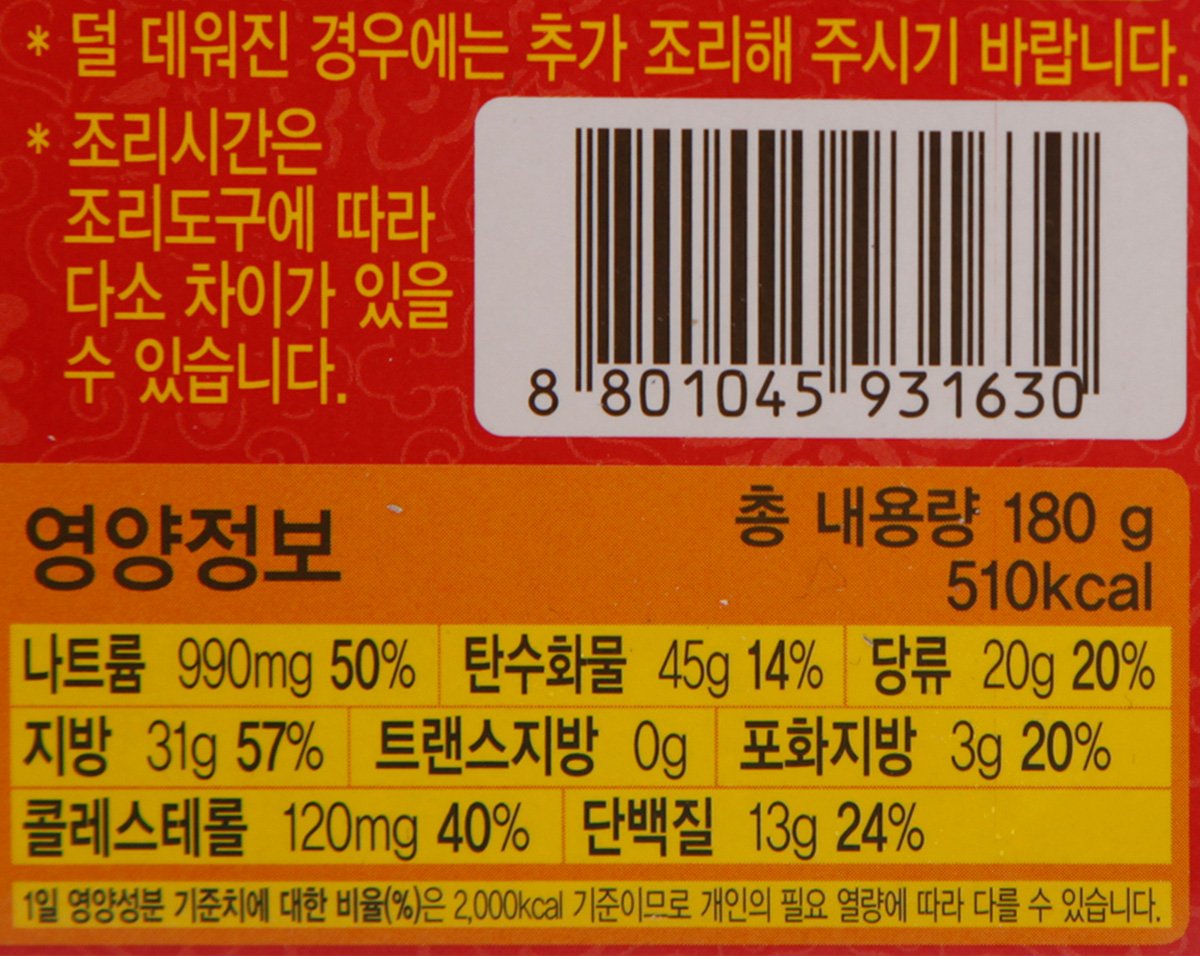 * 덜 데워진 경우에는 추가 조리해 주시기 바랍니다.
* 조리시간은
조리도구에 따라
다소 차이가 있을
수 있습니다.
8 801045 931630
영양정보
총 내용량 180 g
510kcal
나트륨 990mg 50% 탄수화물 45g 14% 당류 20g 20%
지방 31g 57% 트랜스지방 0g 포화지방 3g 20%
콜레스테롤 120mg 40% 단백질 13g 24%
1일 영양성분 기준치에 대한 비율(%)은 2,000kcal 기준이므로 개인의 필요 열량에 따라 다를 수 있습니다.